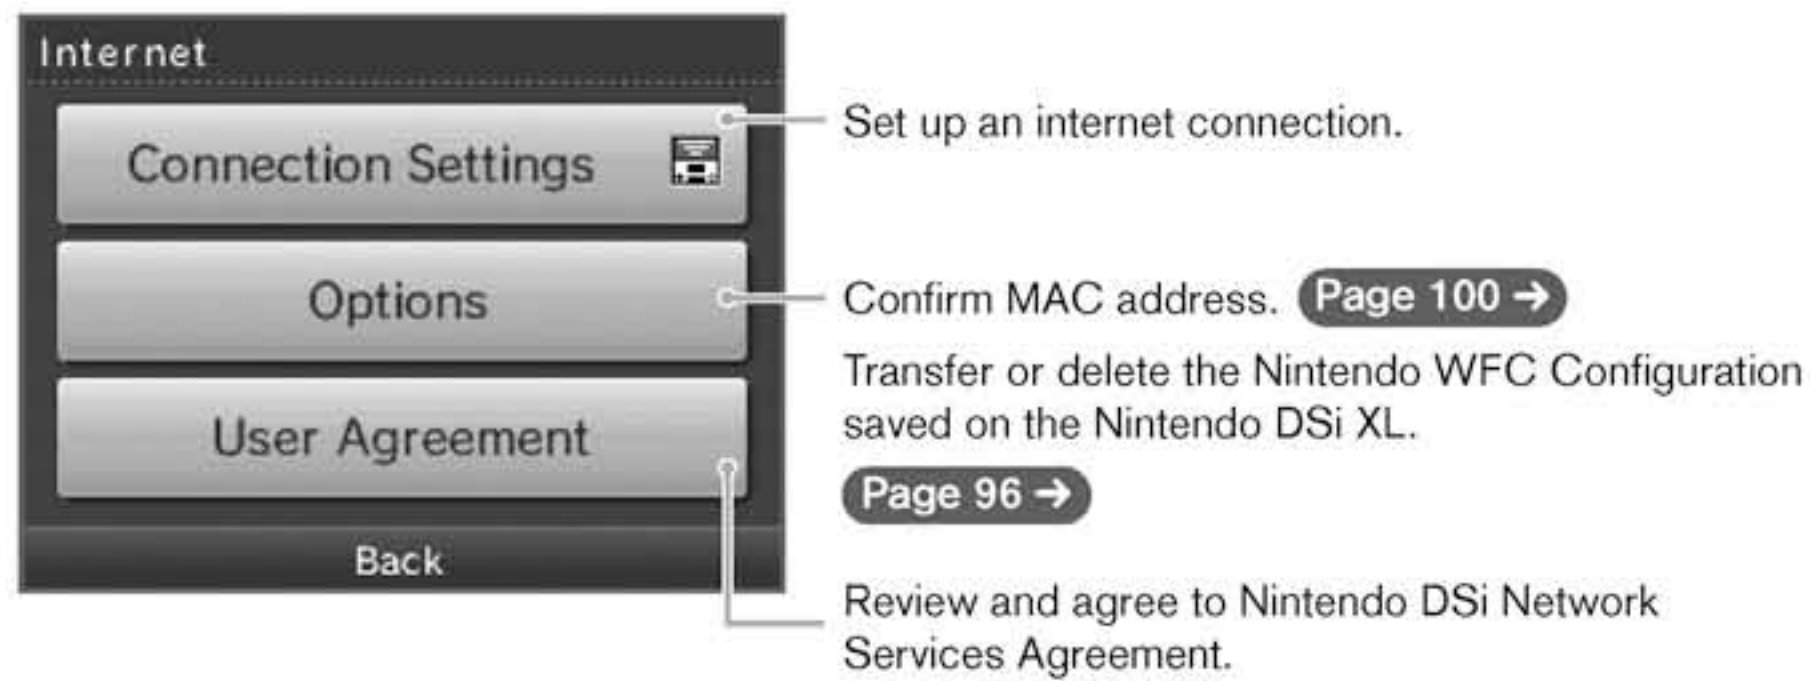 Internet
Connection Settings
Set up an internet connection.
Options
Confirm MAC address. Page 100 →
Transfer or delete the Nintendo WFC Configuration
saved on the Nintendo DSi XL.
Page 96 →
User Agreement
Back
Review and agree to Nintendo DSi Network
Services Agreement.